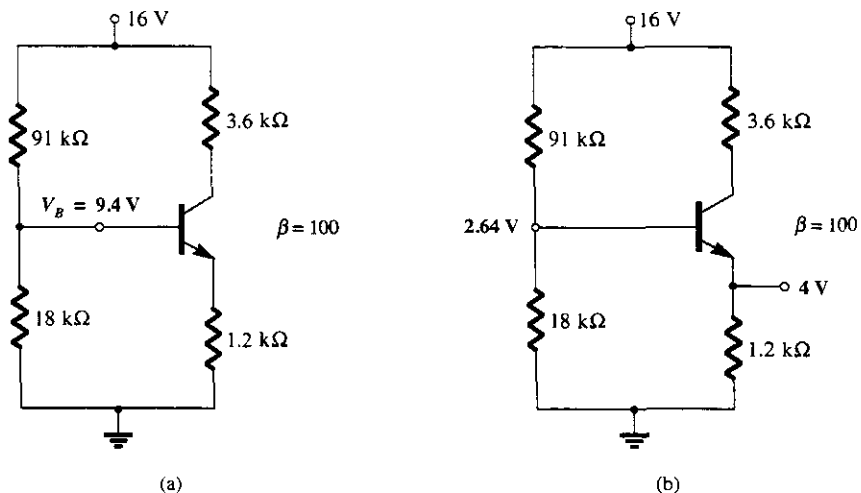 16 V
91 kΩ
3.6 kΩ
V_B = 9.4 V
β = 100
18 kΩ
1.2 kΩ
(a)
16 V
91 kΩ
3.6 kΩ
2.64 V
β = 100
4 V
18 kΩ
1.2 kΩ
(b)